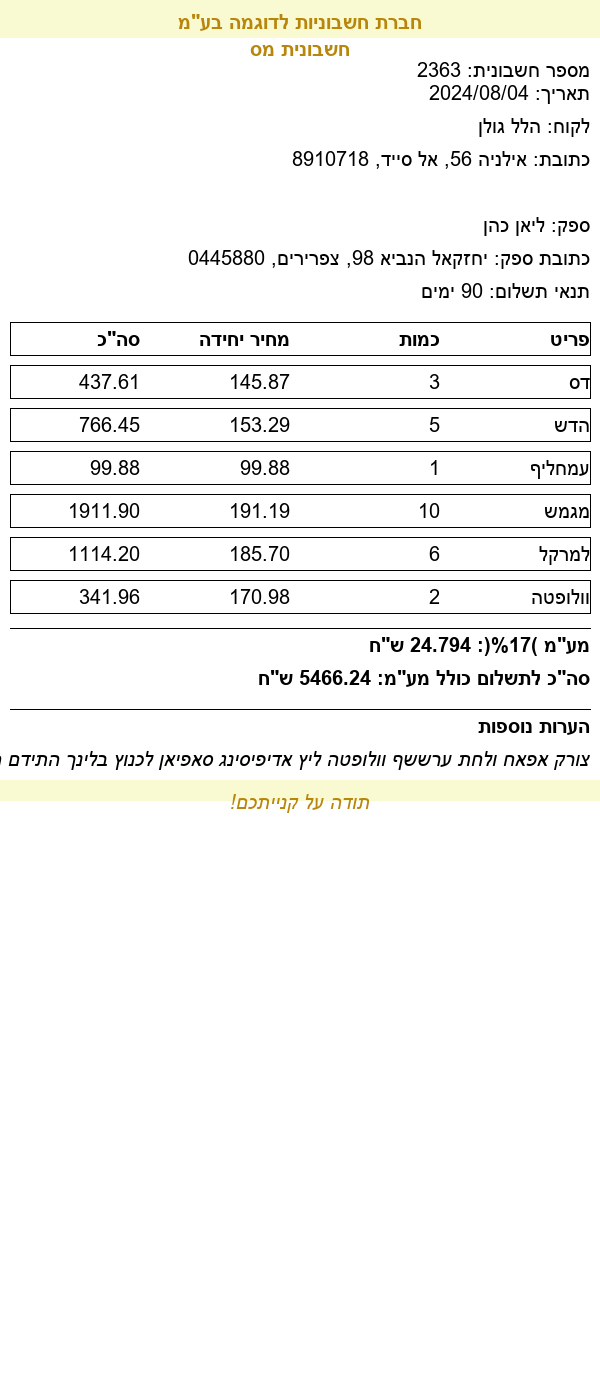 חברת חשבוניות לדוגמה בע"מ
חשבונית מס
מספר חשבונית: 2363
תאריך: 2024/08/04
לקוח: הלל גולן
כתובת: אילניה 56, אל סייד, 8910718
ספק: ליאן כהן
כתובת ספק: יחזקאל הנביא 98, צפרירים, 0445880
תנאי תשלום: 90 ימים
פריט כמות מחיר יחידה סה"כ
דס 3 145.87 437.61
הדש 5 153.29 766.45
עמחליף 1 99.88 99.88
מגמש 10 191.19 1911.90
למרקל 6 185.70 1114.20
וולופטה 2 170.98 341.96
מע"מ )17%(: 24.794 ש"ח
סה"כ לתשלום כולל מע"מ: 5466.24 ש"ח
הערות נוספות
צורק אפאח ולחת ערששף וולופטה ליץ אדיפיסינג סאפיאן לכנוץ בלינך התידם
תודה על קנייתכם!